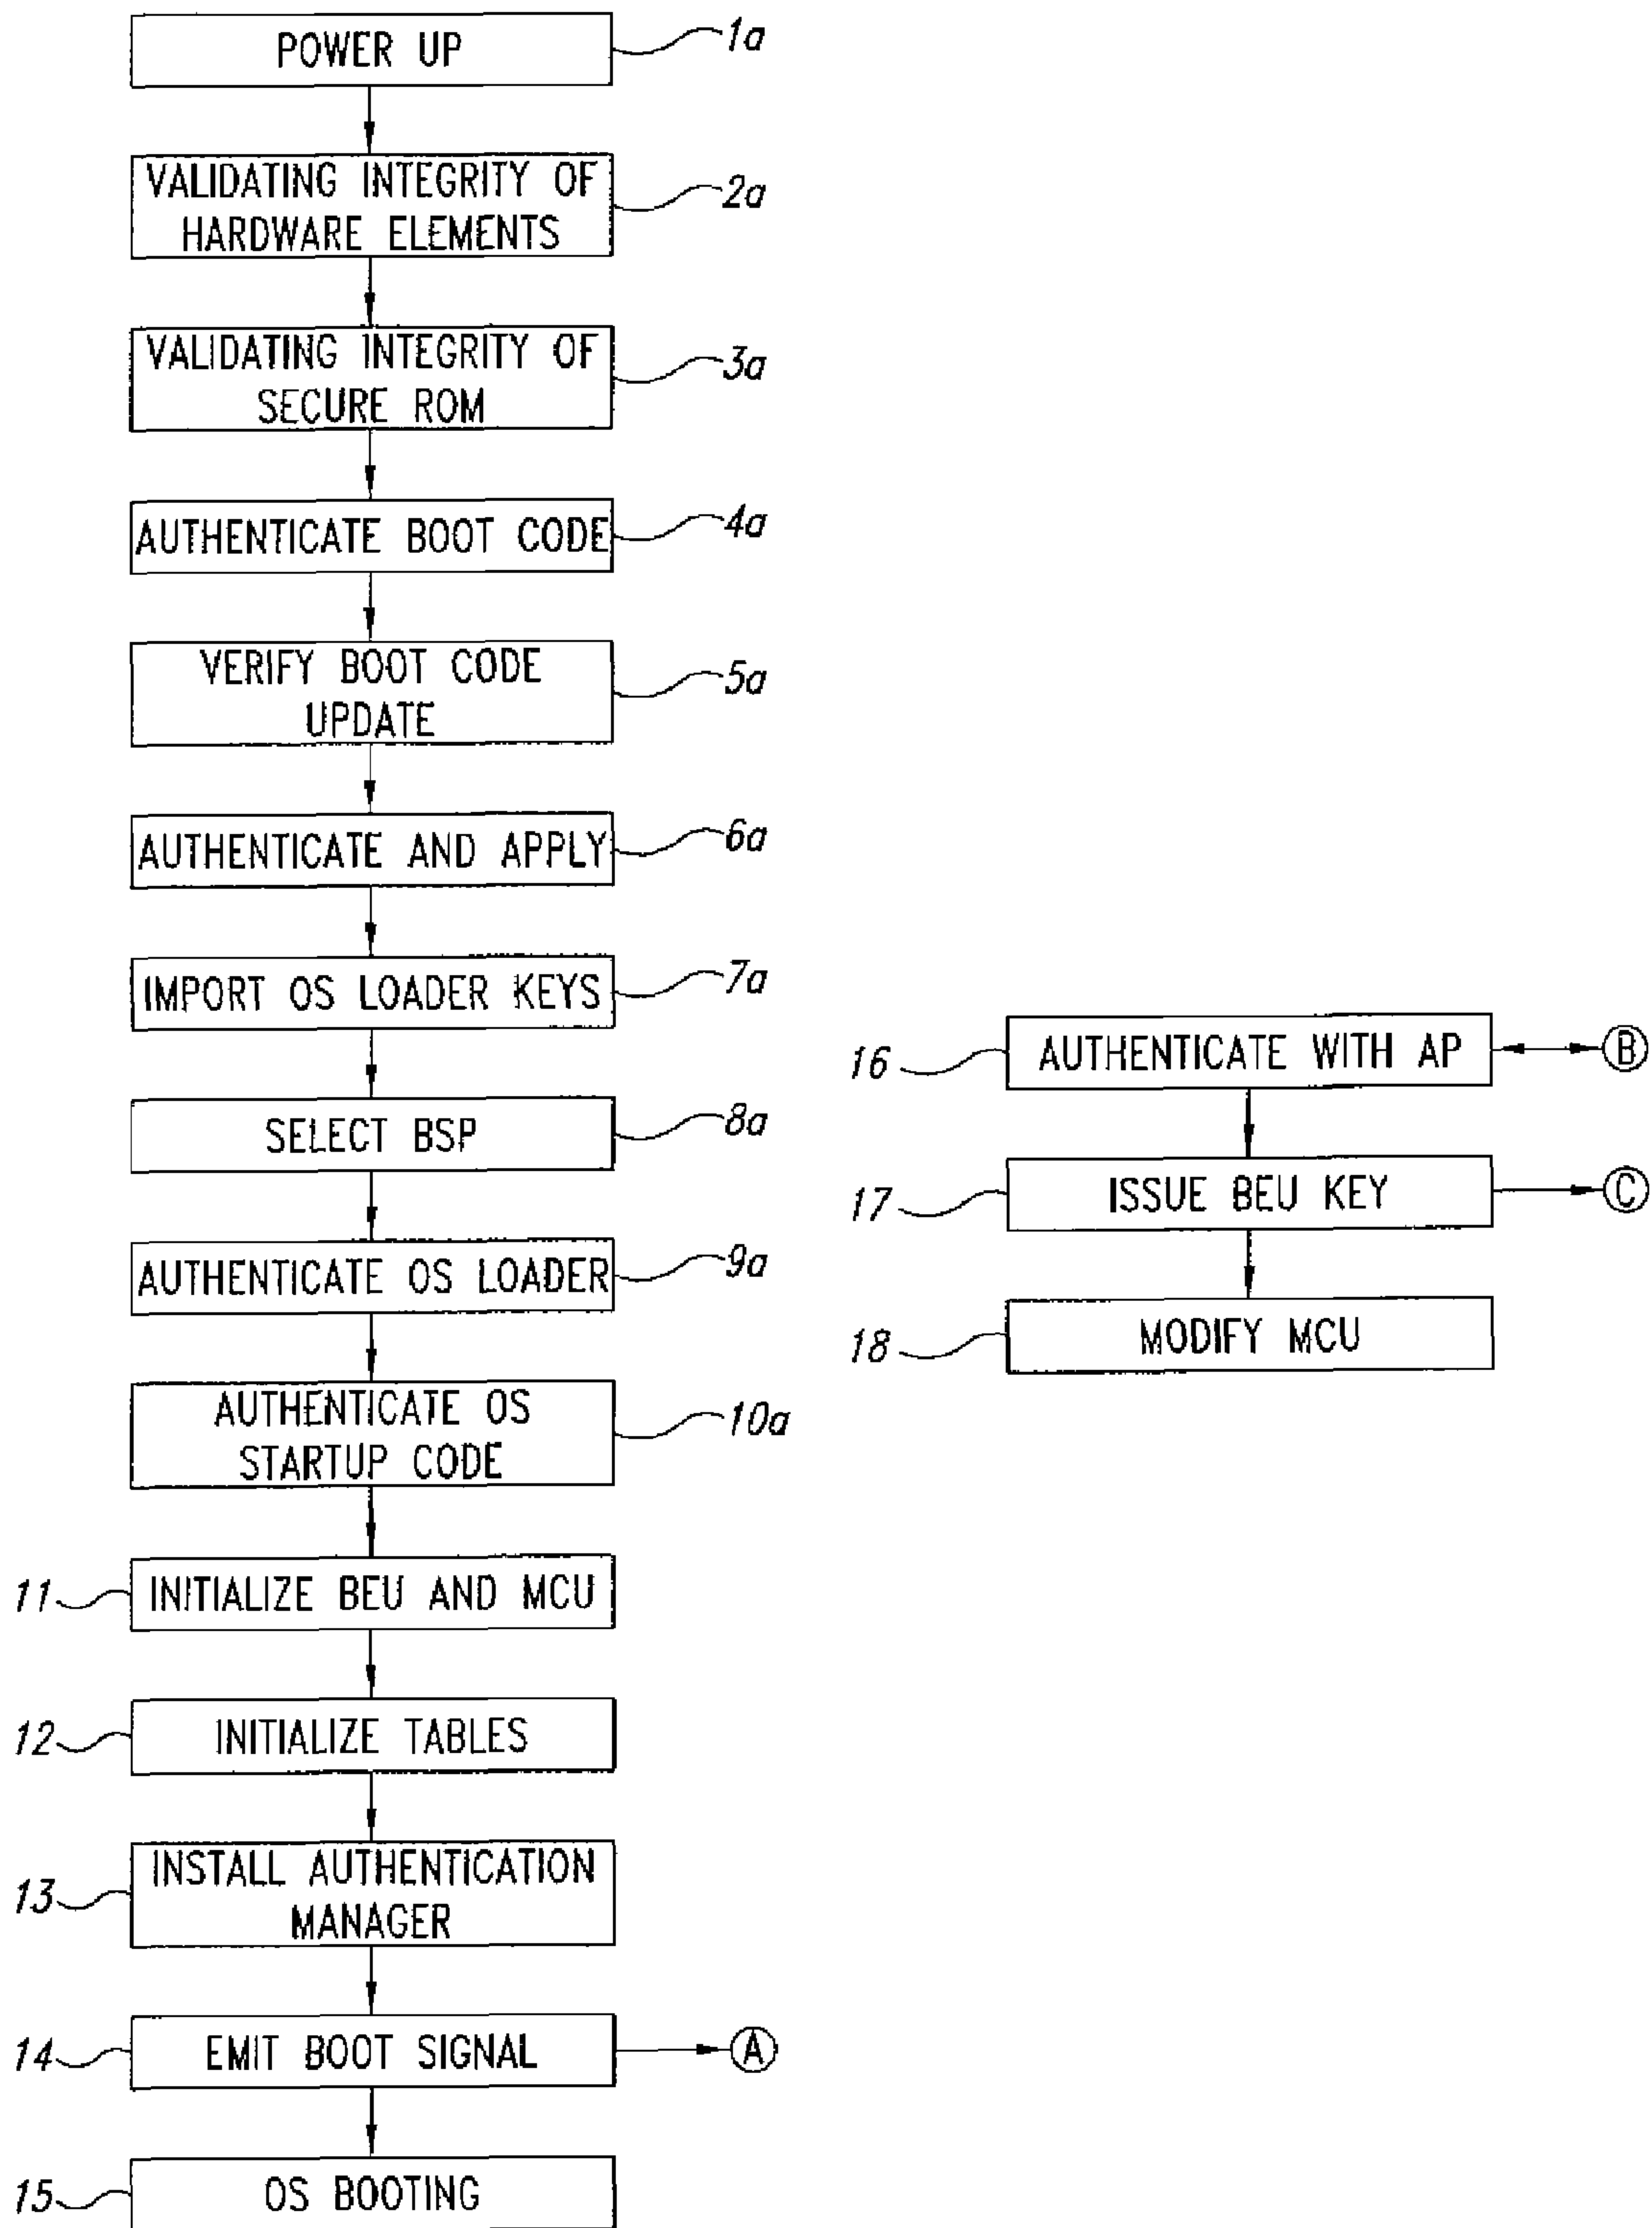 POWER UP
1a
VALIDATING INTEGRITY OF
HARDWARE ELEMENTS
2a
VALIDATING INTEGRITY OF
SECURE ROM
3a
AUTHENTICATE BOOT CODE
4a
VERIFY BOOT CODE
UPDATE
5a
AUTHENTICATE AND APPLY
6a
IMPORT OS LOADER KEYS
7a
SELECT BSP
8a
AUTHENTICATE OS LOADER
9a
AUTHENTICATE OS
STARTUP CODE
10a
11
INITIALIZE BEU AND MCU
12
INITIALIZE TABLES
13
INSTALL AUTHENTICATION
MANAGER
14
EMIT BOOT SIGNAL
A
15
OS BOOTING
16
AUTHENTICATE WITH AP
B
17
ISSUE BEU KEY
C
18
MODIFY MCU